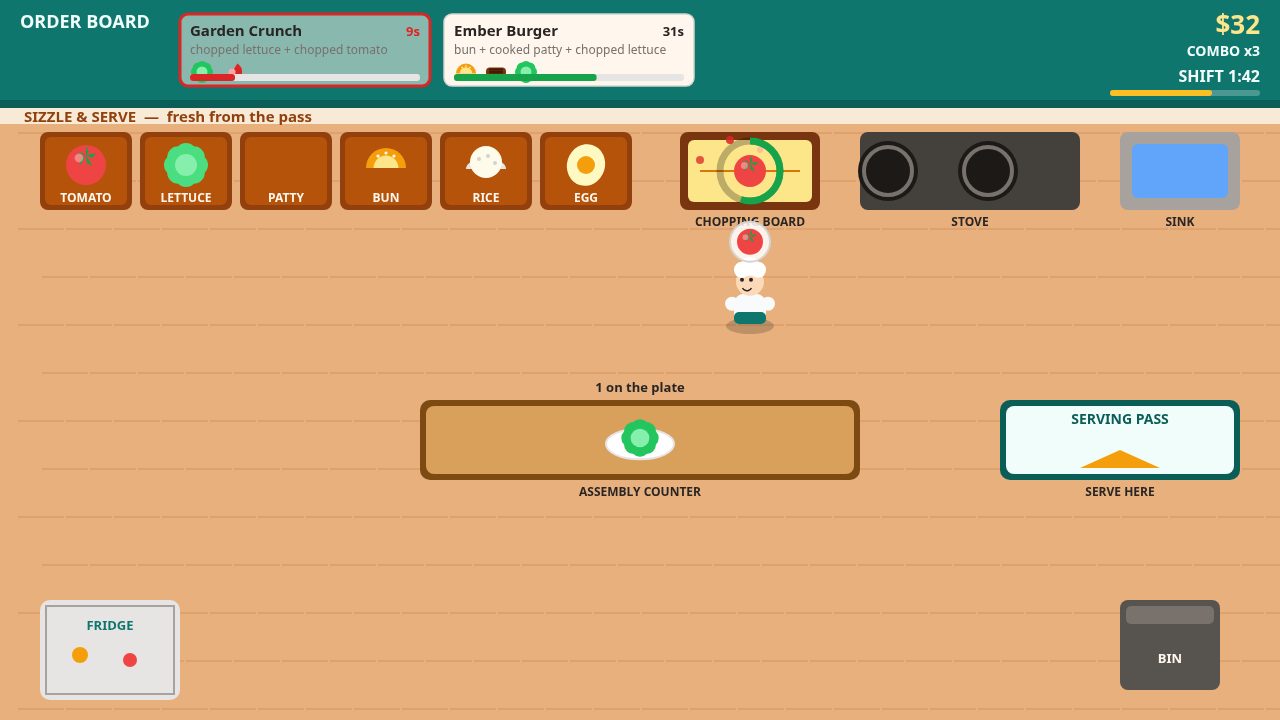 ORDER BOARD
Garden Crunch 9s
chopped lettuce + chopped tomato
Ember Burger 31s
bun + cooked patty + chopped lettuce
$32
COMBO x3
SHIFT 1:42
SIZZLE & SERVE — fresh from the pass
TOMATO
LETTUCE
PATTY
BUN
RICE
EGG
CHOPPING BOARD
STOVE
SINK
1 on the plate
ASSEMBLY COUNTER
SERVING PASS
SERVE HERE
FRIDGE
BIN